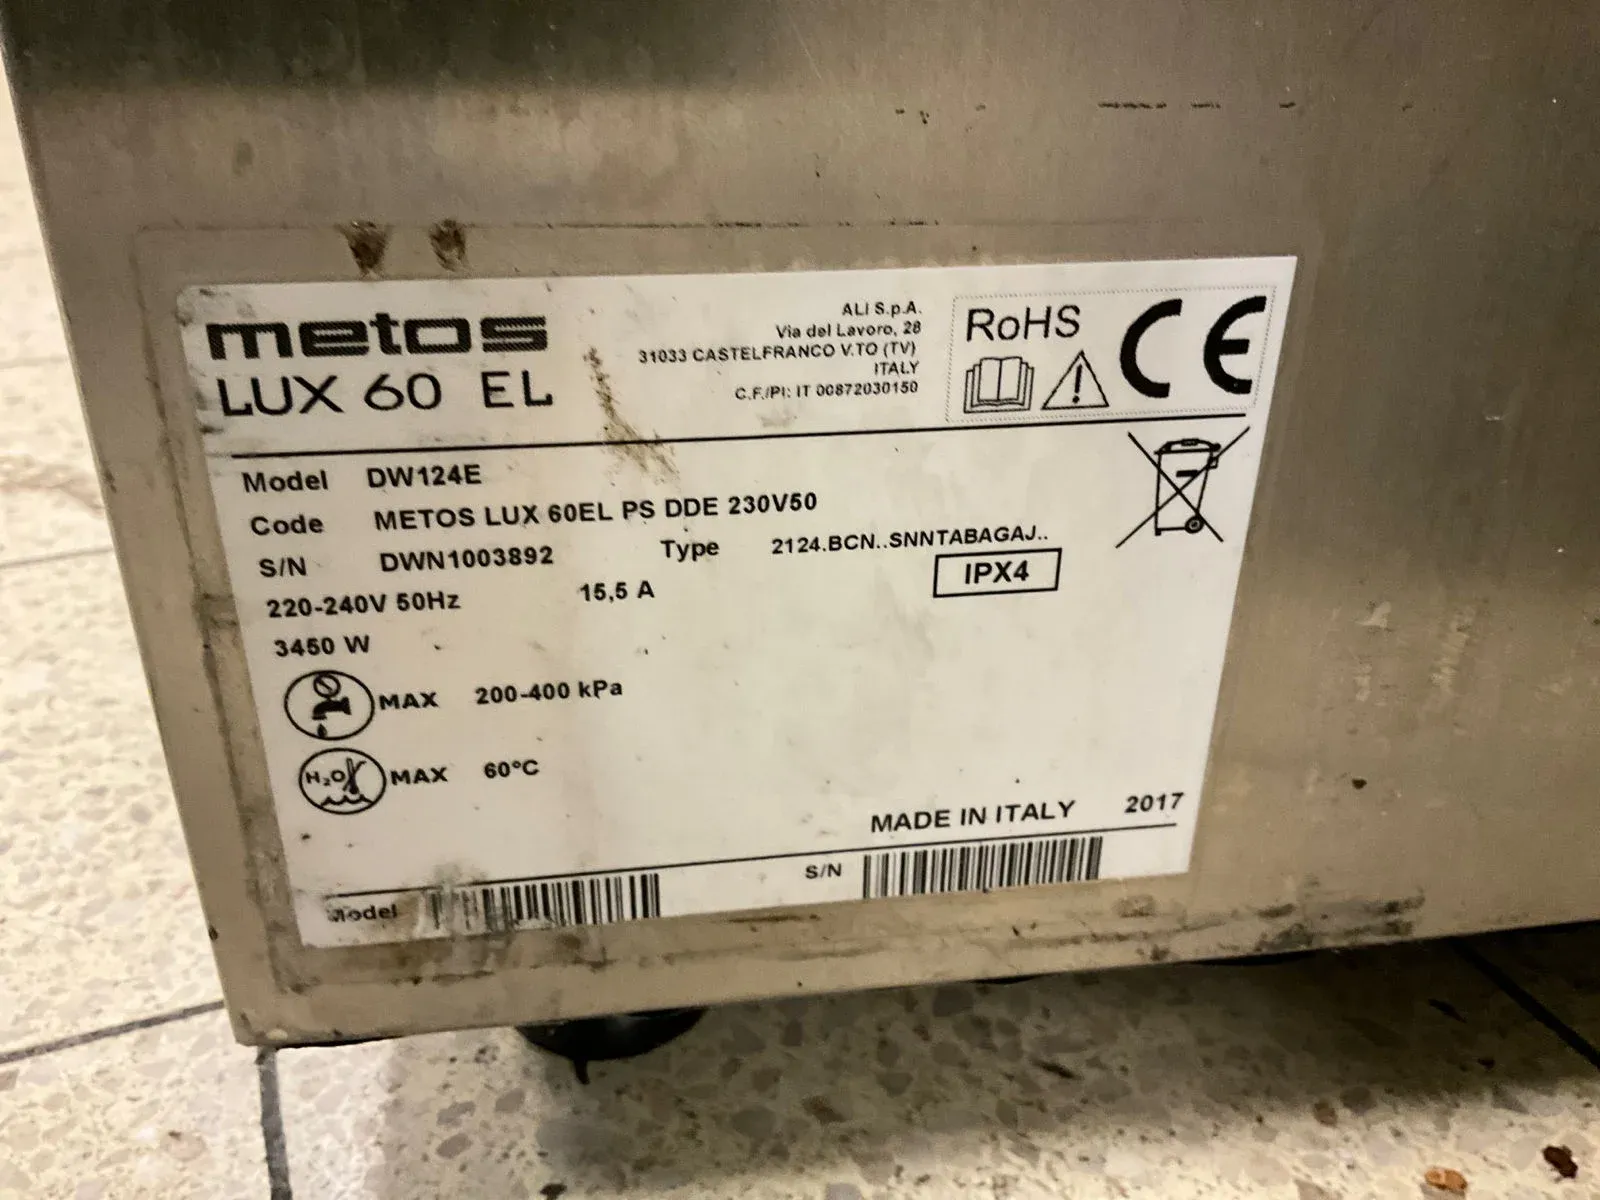 metos
LUX 60 EL
ALI S.p.A.
Via del Lavoro, 28
31033 CASTELFRANCO V.TO (TV)
ITALY
C.F./PI: IT 00872030150
RoHS
CE
Model DW124E
Code METOS LUX 60EL PS DDE 230V50
S/N DWN1003892 Type 2124.BCN..SNNTABAGAJ..
220-240V 50Hz 15,5 A IPX4
3450 W
MAX 200-400 kPa
H₂O MAX 60°C
MADE IN ITALY 2017
Model S/N